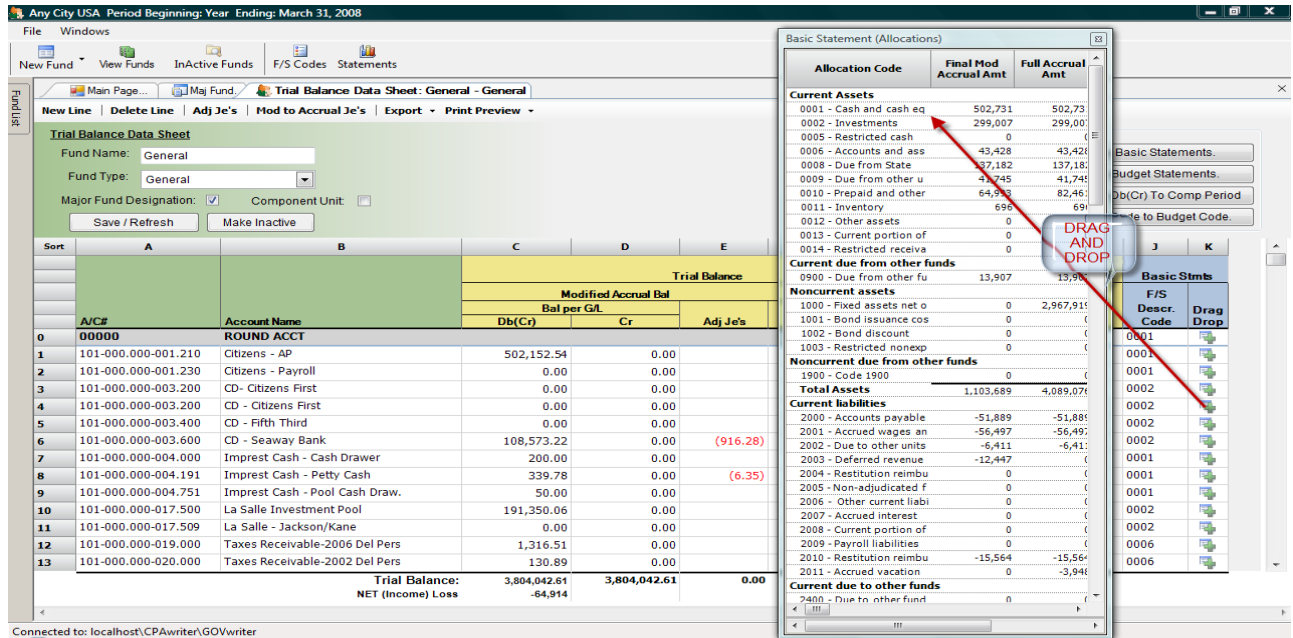 Any City USA Period Beginning: Year Ending: March 31, 2008
File Windows
New Fund View Funds InActive Funds F/S Codes Statements
Fund List
Main Page... Maj Fund. Trial Balance Data Sheet: General - General
New Line | Delete Line | Adj Je's | Mod to Accrual Je's | Export Print Preview
Trial Balance Data Sheet
Fund Name: General
Fund Type: General
Major Fund Designation: Component Unit:
Save / Refresh Make Inactive
Basic Statements.
Budget Statements.
Db(Cr) To Comp Period
to Budget Code.
Sort A B C D E J K
Trial Balance Basic Stmts
Modified Accrual Bal
Bal per G/L
F/S Descr. Code Drag Drop
A/C# Account Name Db(Cr) Cr Adj Je's
0 00000 ROUND ACCT 0001
1 101-000.000-001.210 Citizens - AP 502,152.54 0.00 0001
2 101-000.000-001.230 Citizens - Payroll 0.00 0.00 0001
3 101-000.000-003.200 CD- Citizens First 0.00 0.00 0002
4 101-000.000-003.200 CD - Citizens First 0.00 0.00 0002
5 101-000.000-003.400 CD - Fifth Third 0.00 0.00 0002
6 101-000.000-003.600 CD - Seaway Bank 108,573.22 0.00 (916.28) 0002
7 101-000.000-004.000 Imprest Cash - Cash Drawer 200.00 0.00 0001
8 101-000.000-004.191 Imprest Cash - Petty Cash 339.78 0.00 (6.35) 0001
9 101-000.000-004.751 Imprest Cash - Pool Cash Draw. 50.00 0.00 0001
10 101-000.000-017.500 La Salle Investment Pool 191,350.06 0.00 0002
11 101-000.000-017.509 La Salle - Jackson/Kane 0.00 0.00 0002
12 101-000.000-019.000 Taxes Receivable-2006 Del Pers 1,316.51 0.00 0006
13 101-000.000-020.000 Taxes Receivable-2002 Del Pers 130.89 0.00 0006
Trial Balance: 3,804,042.61 3,804,042.61 0.00
NET (Income) Loss -64,914
Connected to: localhost\CPAwriter\GOVwriter
Basic Statement (Allocations)
Allocation Code Final Mod Accrual Amt Full Accrual Amt
Current Assets
0001 - Cash and cash eq 502,731 502,73
0002 - Investments 299,007 299,00
0005 - Restricted cash 0
0006 - Accounts and ass 43,428 43,428
0008 - Due from State 137,182 137,18
0009 - Due from other u 41,745 41,745
0010 - Prepaid and other 64,993 82,46
0011 - Inventory 696 69
0012 - Other assets 0
0013 - Current portion of 0
0014 - Restricted receiva 0
Current due from other funds
0900 - Due from other fu 13,907 13,90
Noncurrent assets
1000 - Fixed assets net o 0 2,967,919
1001 - Bond issuance cos 0
1002 - Bond discount 0
1003 - Restricted nonexp 0
Noncurrent due from other funds
1900 - Code 1900 0
Total Assets 1,103,689 4,089,076
Current liabilities
2000 - Accounts payable -51,889 -51,889
2001 - Accrued wages an -56,497 -56,497
2002 - Due to other units -6,411 -6,41
2003 - Deferred revenue -12,447
2004 - Restitution reimbu 0
2005 - Non-adjudicated f 0
2006 - Other current liabi 0
2007 - Accrued interest 0
2008 - Current portion of 0
2009 - Payroll liabilities 0
2010 - Restitution reimbu -15,564 -15,564
2011 - Accrued vacation 0 -3,948
Current due to other funds
2400 - Due to other fund 0
DRAG
AND
DROP